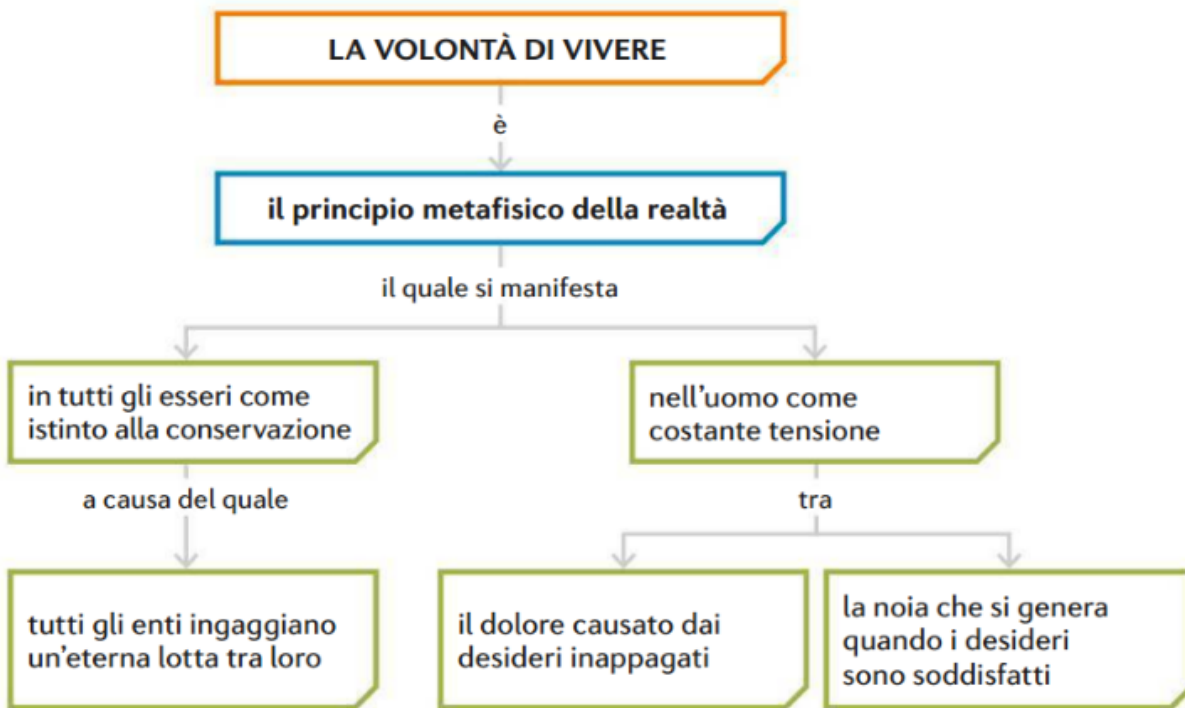 LA VOLONTÀ DI VIVERE
è
il principio metafisico della realtà
il quale si manifesta
in tutti gli esseri come
istinto alla conservazione
nell'uomo come
costante tensione
a causa del quale
tra
tutti gli enti ingaggiano
un'eterna lotta tra loro
il dolore causato dai
desideri inappagati
la noia che si genera
quando i desideri
sono soddisfatti